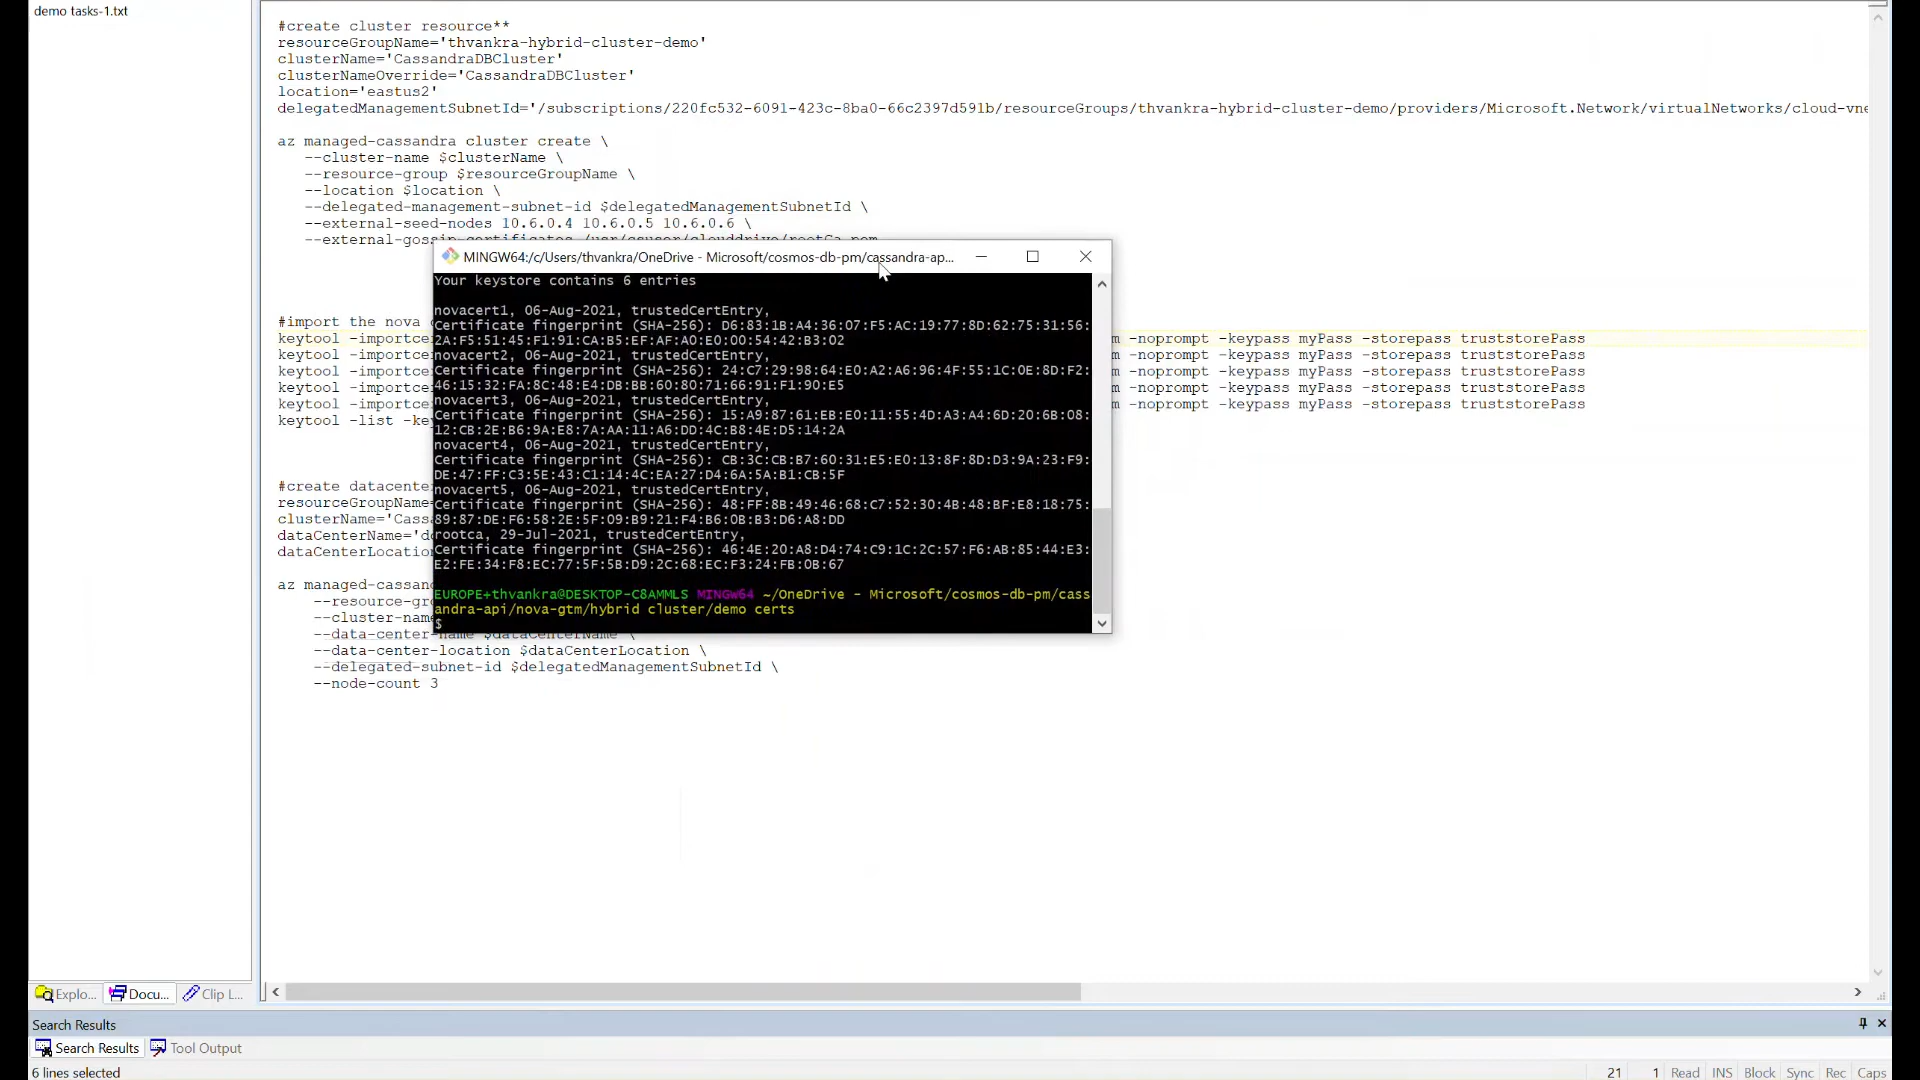 demo tasks-1.txt
#create cluster resource**
resourceGroupName='thvankra-hybrid-cluster-demo'
clusterName='CassandraDBCluster'
clusterNameOverride='CassandraDBCluster'
location='eastus2'
delegatedManagementSubnetId='/subscriptions/220fc532-6091-423c-8ba0-66c2397d591b/resourceGroups/thvankra-hybrid-cluster-demo/providers/Microsoft.Network/virtualNetworks/cloud-vne
az managed-cassandra cluster create \
--cluster-name $clusterName \
--resource-group $resourceGroupName \
--location $location \
--delegated-management-subnet-id $delegatedManagementSubnetId \
--external-seed-nodes 10.6.0.4 10.6.0.5 10.6.0.6 \
--external-gossip-certificates /usr/csuser/clouddrive/rootCa.pem
#import the nova c
keytool -importce m -noprompt -keypass myPass -storepass truststorePass
keytool -importce m -noprompt -keypass myPass -storepass truststorePass
keytool -importce m -noprompt -keypass myPass -storepass truststorePass
keytool -importce m -noprompt -keypass myPass -storepass truststorePass
keytool -importce m -noprompt -keypass myPass -storepass truststorePass
keytool -list -ke
#create datacente
resourceGroupName=
clusterName='Cass
dataCenterName='d
dataCenterLocatio
az managed-cassan
--resource-gr
--cluster-nam
--data-center-name $dataCenterName \
--data-center-location $dataCenterLocation \
--delegated-subnet-id $delegatedManagementSubnetId \
--node-count 3
MINGW64:/c/Users/thvankra/OneDrive - Microsoft/cosmos-db-pm/cassandra-ap...
Your keystore contains 6 entries
novacert1, 06-Aug-2021, trustedCertEntry,
Certificate fingerprint (SHA-256): D6:83:1B:A4:36:07:F5:AC:19:77:8D:62:75:31:56:
2A:F5:51:45:F1:91:CA:B5:EF:AF:A0:E0:00:54:42:B3:02
novacert2, 06-Aug-2021, trustedCertEntry,
Certificate fingerprint (SHA-256): 24:C7:29:98:64:E0:A2:A6:96:4F:55:1C:0E:8D:F2:
46:15:32:FA:8C:48:E4:DB:BB:60:80:71:66:91:F1:90:E5
novacert3, 06-Aug-2021, trustedCertEntry,
Certificate fingerprint (SHA-256): 15:A9:87:61:EB:E0:11:55:4D:A3:A4:6D:20:6B:08:
12:CB:2E:B6:9A:E8:7A:AA:11:A6:DD:4C:B8:4E:D5:14:2A
novacert4, 06-Aug-2021, trustedCertEntry,
Certificate fingerprint (SHA-256): CB:3C:CB:B7:60:31:E5:E0:13:8F:8D:D3:9A:23:F9:
DE:47:FF:C3:5E:43:C1:14:4C:EA:27:D4:6A:5A:B1:CB:5F
novacert5, 06-Aug-2021, trustedCertEntry,
Certificate fingerprint (SHA-256): 48:FF:8B:49:46:68:C7:52:30:4B:48:BF:E8:18:75:
89:87:DE:F6:58:2E:5F:09:B9:21:F4:B6:0B:B3:D6:A8:DD
rootca, 29-Jul-2021, trustedCertEntry,
Certificate fingerprint (SHA-256): 46:4E:20:A8:D4:74:C9:1C:2C:57:F6:AB:85:44:E3:
E2:FE:34:F8:EC:77:5F:5B:D9:2C:68:EC:F3:24:FB:0B:67
EUROPE+thvankra@DESKTOP-C8AMMLS MINGW64 ~/OneDrive - Microsoft/cosmos-db-pm/cass
andra-api/nova-gtm/hybrid cluster/demo certs
$
Explo... Docu... Clip L...
Search Results
Search Results Tool Output
6 lines selected 21 1 Read INS Block Sync Rec Caps